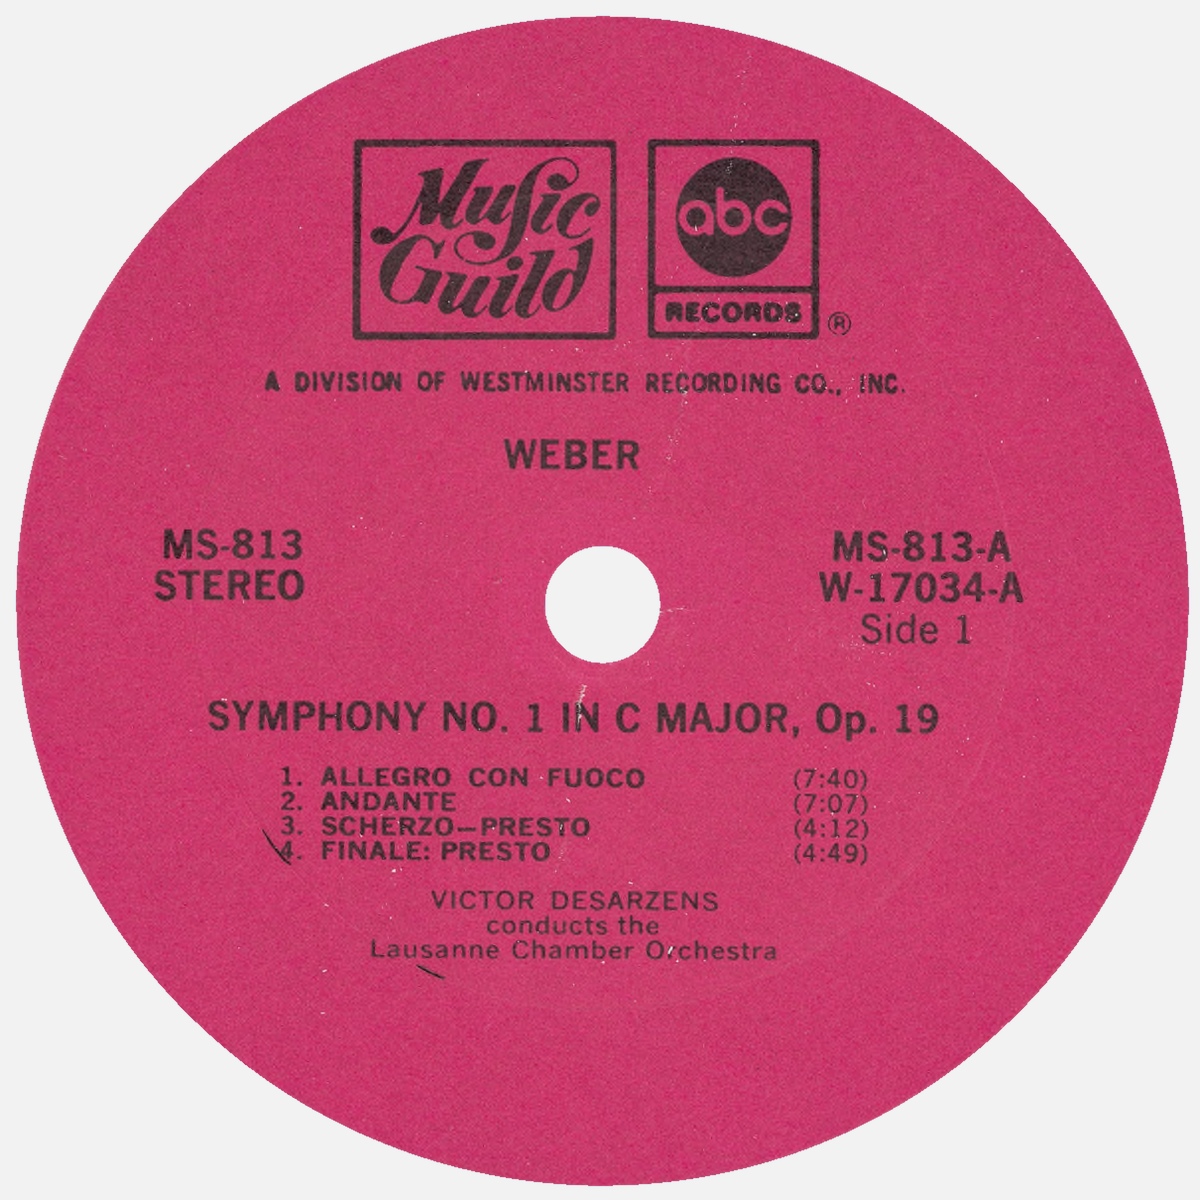 Music
Guild
abc
RECORDS
®
A DIVISION OF WESTMINSTER RECORDING CO., INC.
WEBER
MS-813
STEREO
MS-813-A
W-17034-A
Side 1
SYMPHONY NO. 1 IN C MAJOR, Op. 19
1. ALLEGRO CON FUOCO (7:40)
2. ANDANTE (7:07)
3. SCHERZO—PRESTO (4:12)
4. FINALE: PRESTO (4:49)
VICTOR DESARZENS
conducts the
Lausanne Chamber Orchestra